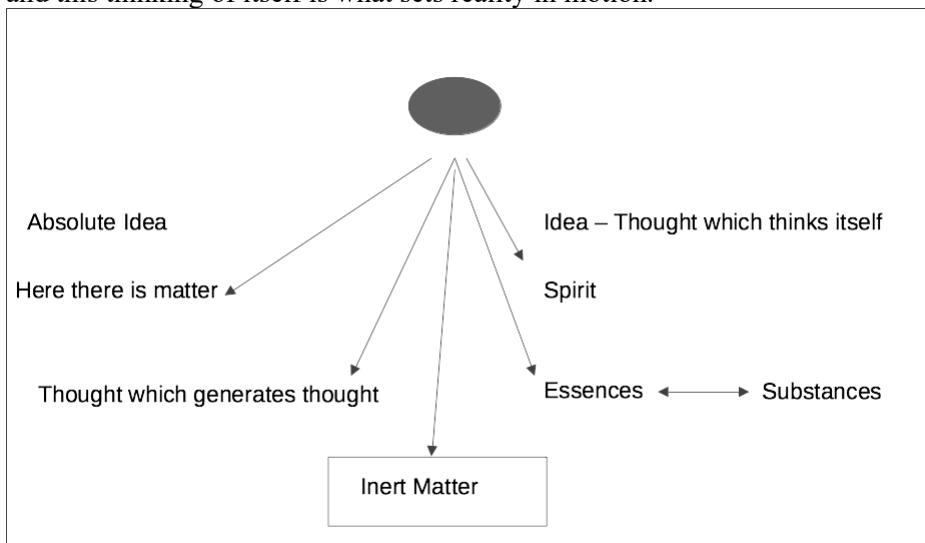 and this thinking of itself is what sets reality in motion.
Absolute Idea
Idea – Thought which thinks itself
Here there is matter
Spirit
Thought which generates thought
Essences
Substances
Inert Matter